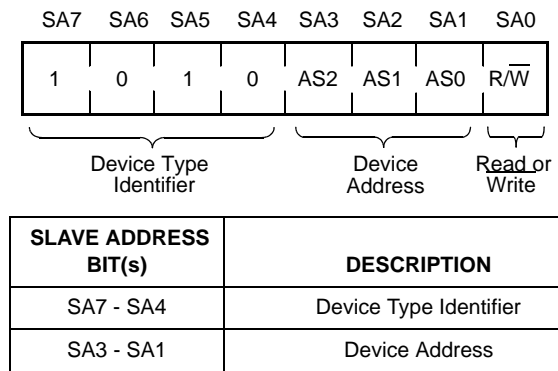 SA7 SA6 SA5 SA4 SA3 SA2 SA1 SA0
1 0 1 0 AS2 AS1 AS0 R/W
Device Type Device Read or
Identifier Address Write
SLAVE ADDRESS
BIT(s) DESCRIPTION
SA7 - SA4 Device Type Identifier
SA3 - SA1 Device Address